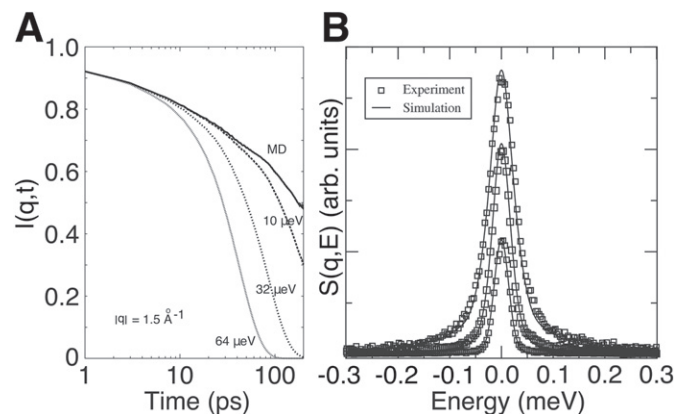 A
B
1.0
0.8
0.6
0.4
0.2
0
I(q,t)
MD
10 µeV
32 µeV
64 µeV
|q| = 1.5 Å-1
1
10
100
Time (ps)
S(q,E) (arb. units)
Experiment
Simulation
-0.3
-0.2
-0.1
0.0
0.1
0.2
0.3
Energy (meV)